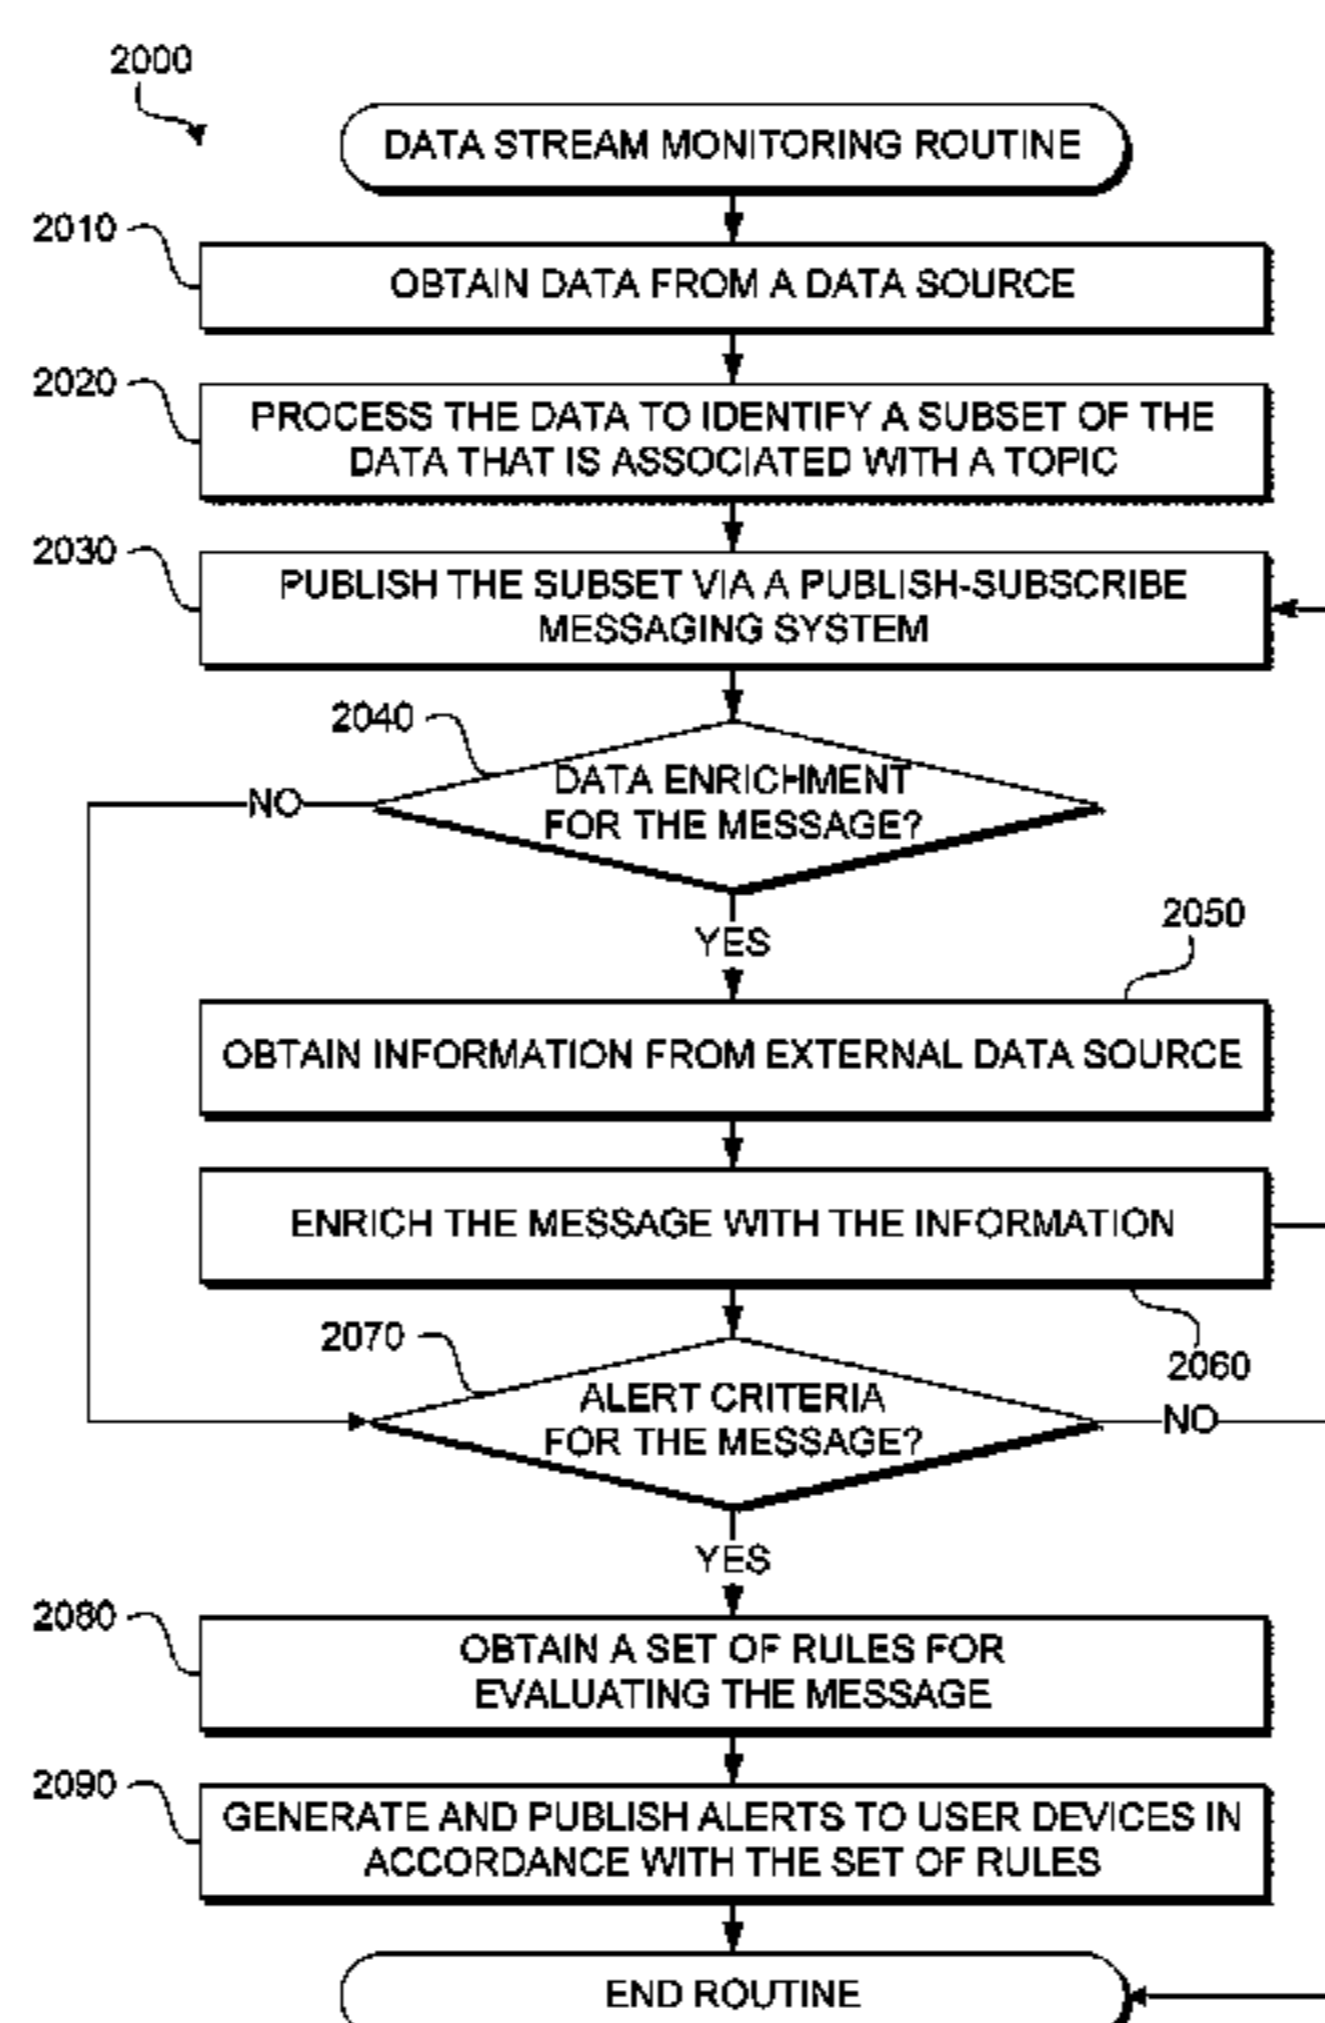 2000
DATA STREAM MONITORING ROUTINE
2010
OBTAIN DATA FROM A DATA SOURCE
2020
PROCESS THE DATA TO IDENTIFY A SUBSET OF THE
DATA THAT IS ASSOCIATED WITH A TOPIC
2030
PUBLISH THE SUBSET VIA A PUBLISH-SUBSCRIBE
MESSAGING SYSTEM
2040
DATA ENRICHMENT
FOR THE MESSAGE?
NO
YES
2050
OBTAIN INFORMATION FROM EXTERNAL DATA SOURCE
ENRICH THE MESSAGE WITH THE INFORMATION
2060
2070
ALERT CRITERIA
FOR THE MESSAGE?
NO
YES
2080
OBTAIN A SET OF RULES FOR
EVALUATING THE MESSAGE
2090
GENERATE AND PUBLISH ALERTS TO USER DEVICES IN
ACCORDANCE WITH THE SET OF RULES
END ROUTINE